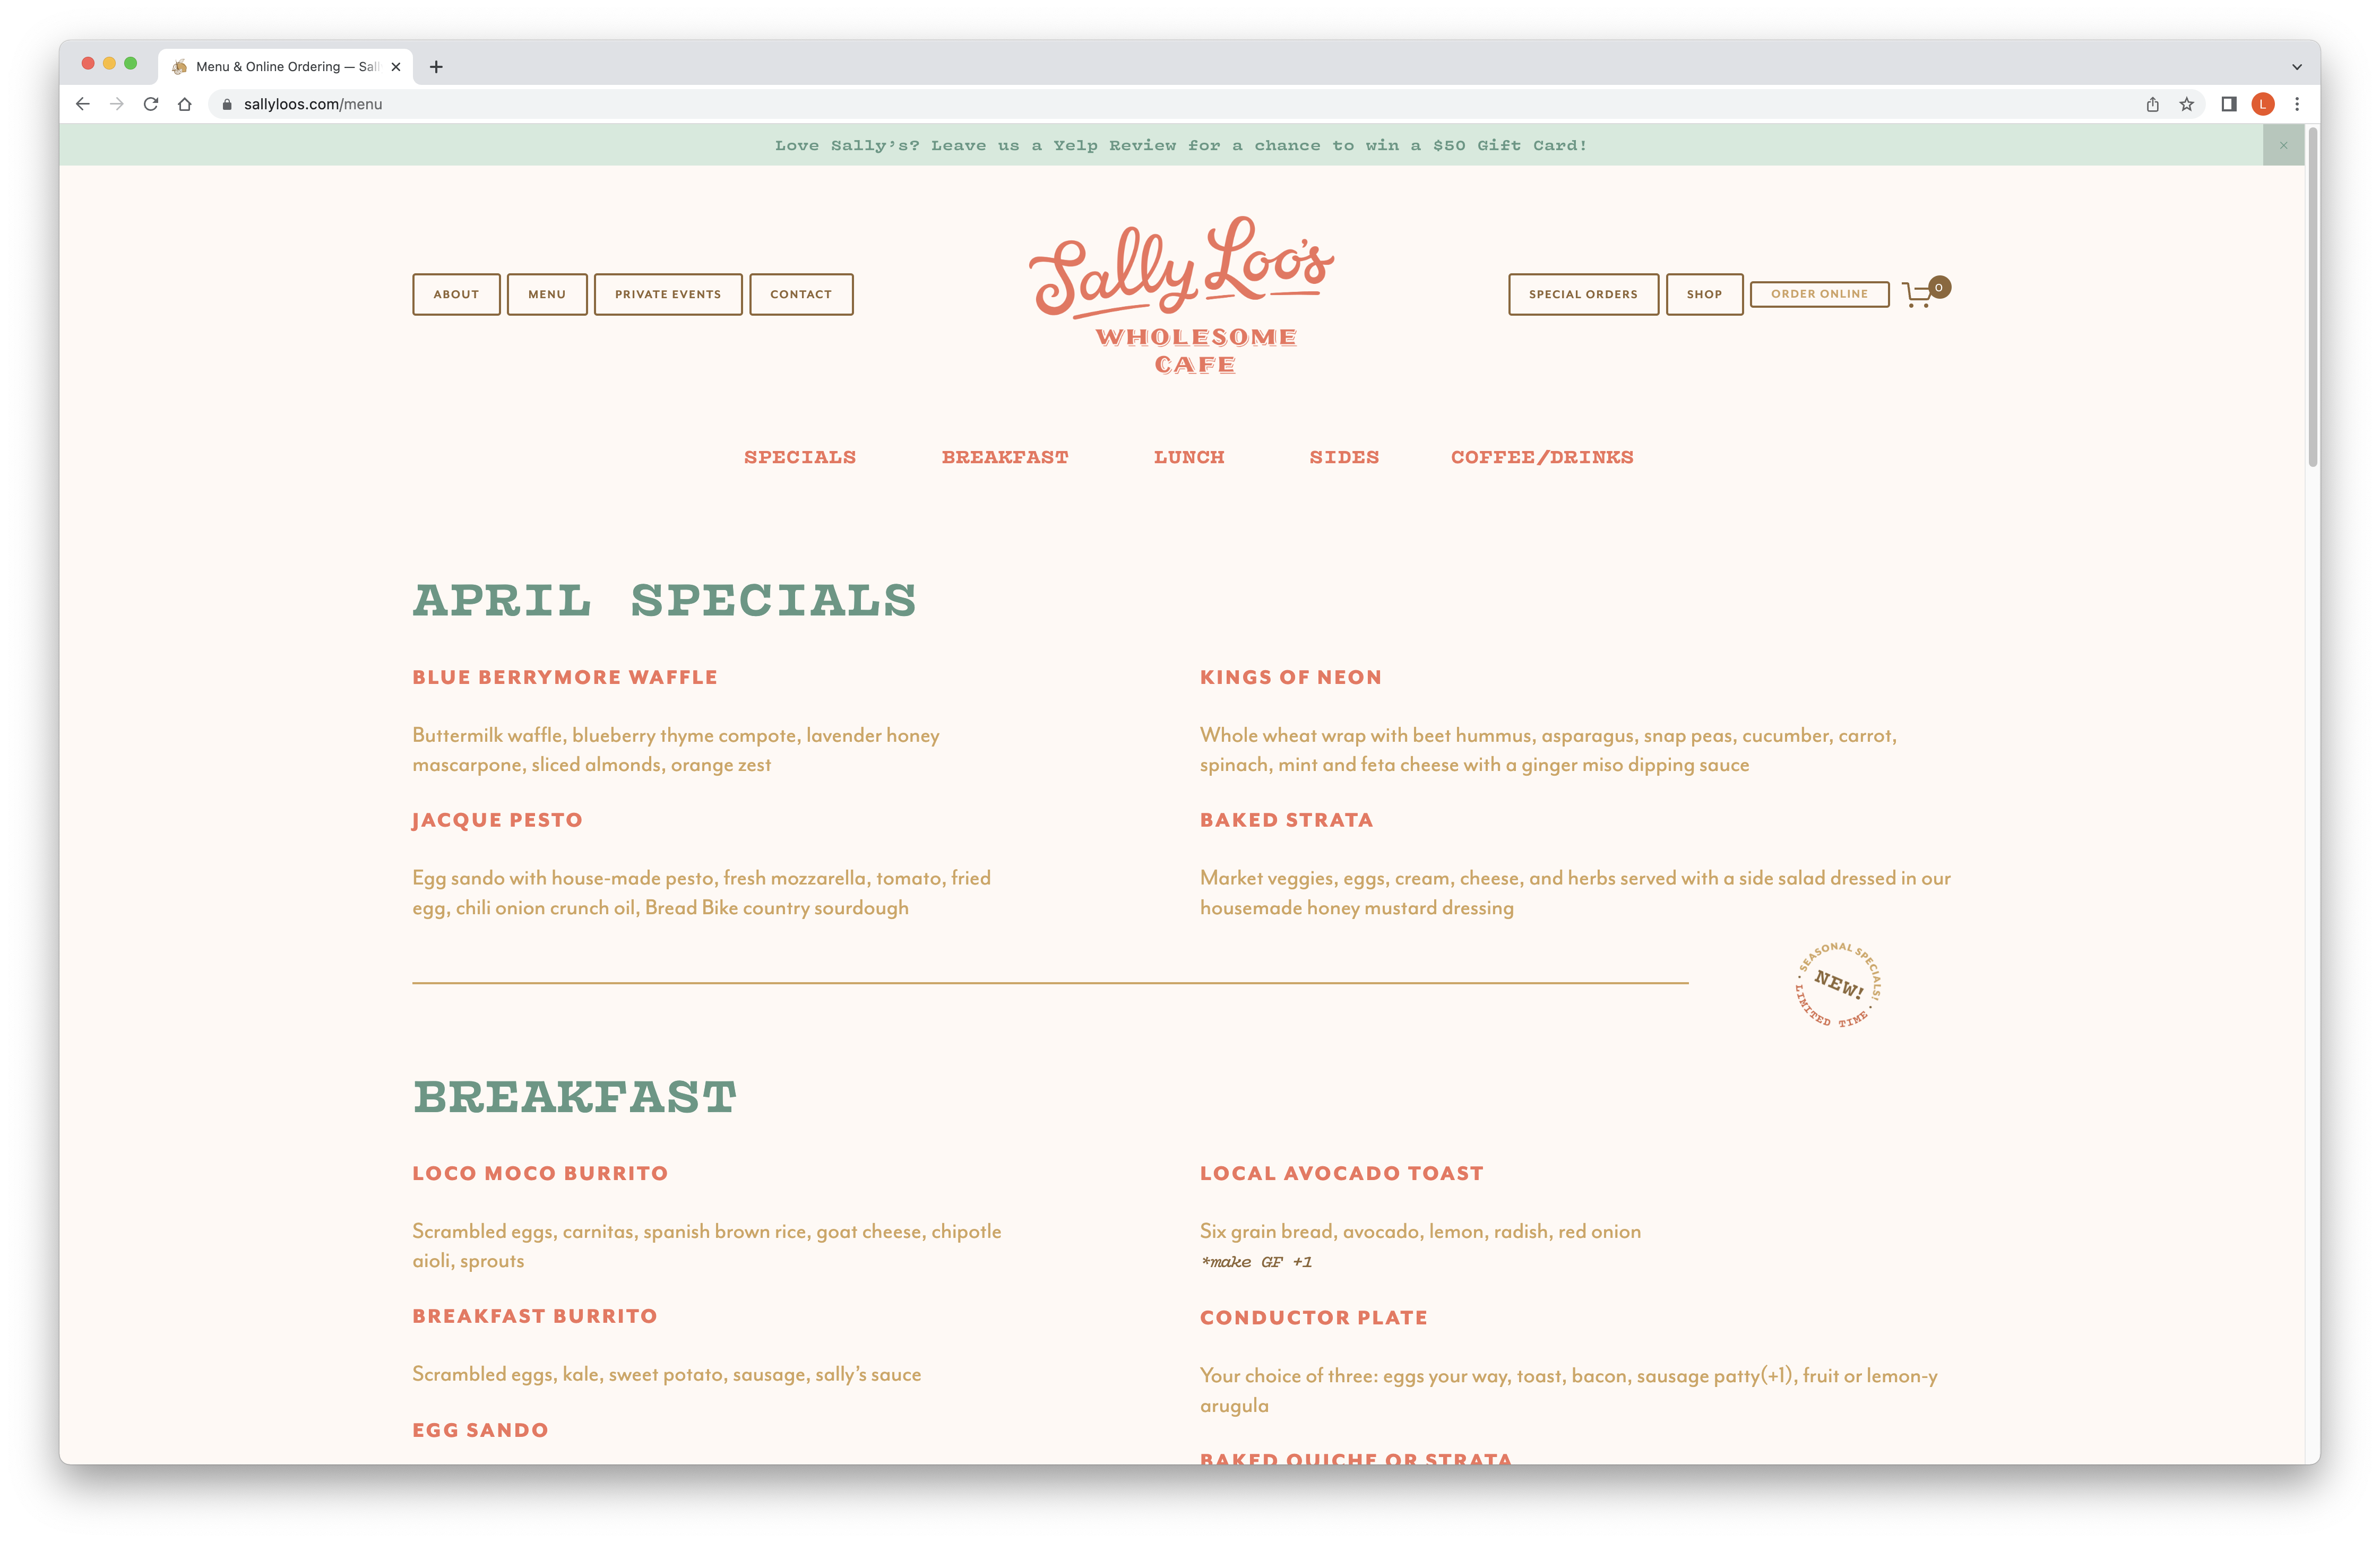 Menu & Online Ordering — Sall
sallyloos.com/menu
L
Love Sally's? Leave us a Yelp Review for a chance to win a $50 Gift Card!
ABOUT
MENU
PRIVATE EVENTS
CONTACT
Sally Loo's
WHOLESOME
CAFE
SPECIAL ORDERS
SHOP
ORDER ONLINE
0
SPECIALS
BREAKFAST
LUNCH
SIDES
COFFEE/DRINKS
APRIL SPECIALS
BLUE BERRYMORE WAFFLE
Buttermilk waffle, blueberry thyme compote, lavender honey
mascarpone, sliced almonds, orange zest
JACQUE PESTO
Egg sando with house-made pesto, fresh mozzarella, tomato, fried
egg, chili onion crunch oil, Bread Bike country sourdough
KINGS OF NEON
Whole wheat wrap with beet hummus, asparagus, snap peas, cucumber, carrot,
spinach, mint and feta cheese with a ginger miso dipping sauce
BAKED STRATA
Market veggies, eggs, cream, cheese, and herbs served with a side salad dressed in our
housemade honey mustard dressing
SEASONAL SPECIALS!
NEW!
LIMITED TIME
BREAKFAST
LOCO MOCO BURRITO
Scrambled eggs, carnitas, spanish brown rice, goat cheese, chipotle
aioli, sprouts
BREAKFAST BURRITO
Scrambled eggs, kale, sweet potato, sausage, sally's sauce
EGG SANDO
LOCAL AVOCADO TOAST
Six grain bread, avocado, lemon, radish, red onion
*make GF +1
CONDUCTOR PLATE
Your choice of three: eggs your way, toast, bacon, sausage patty(+1), fruit or lemon-y
arugula
BAKED QUICHE OR STRATA